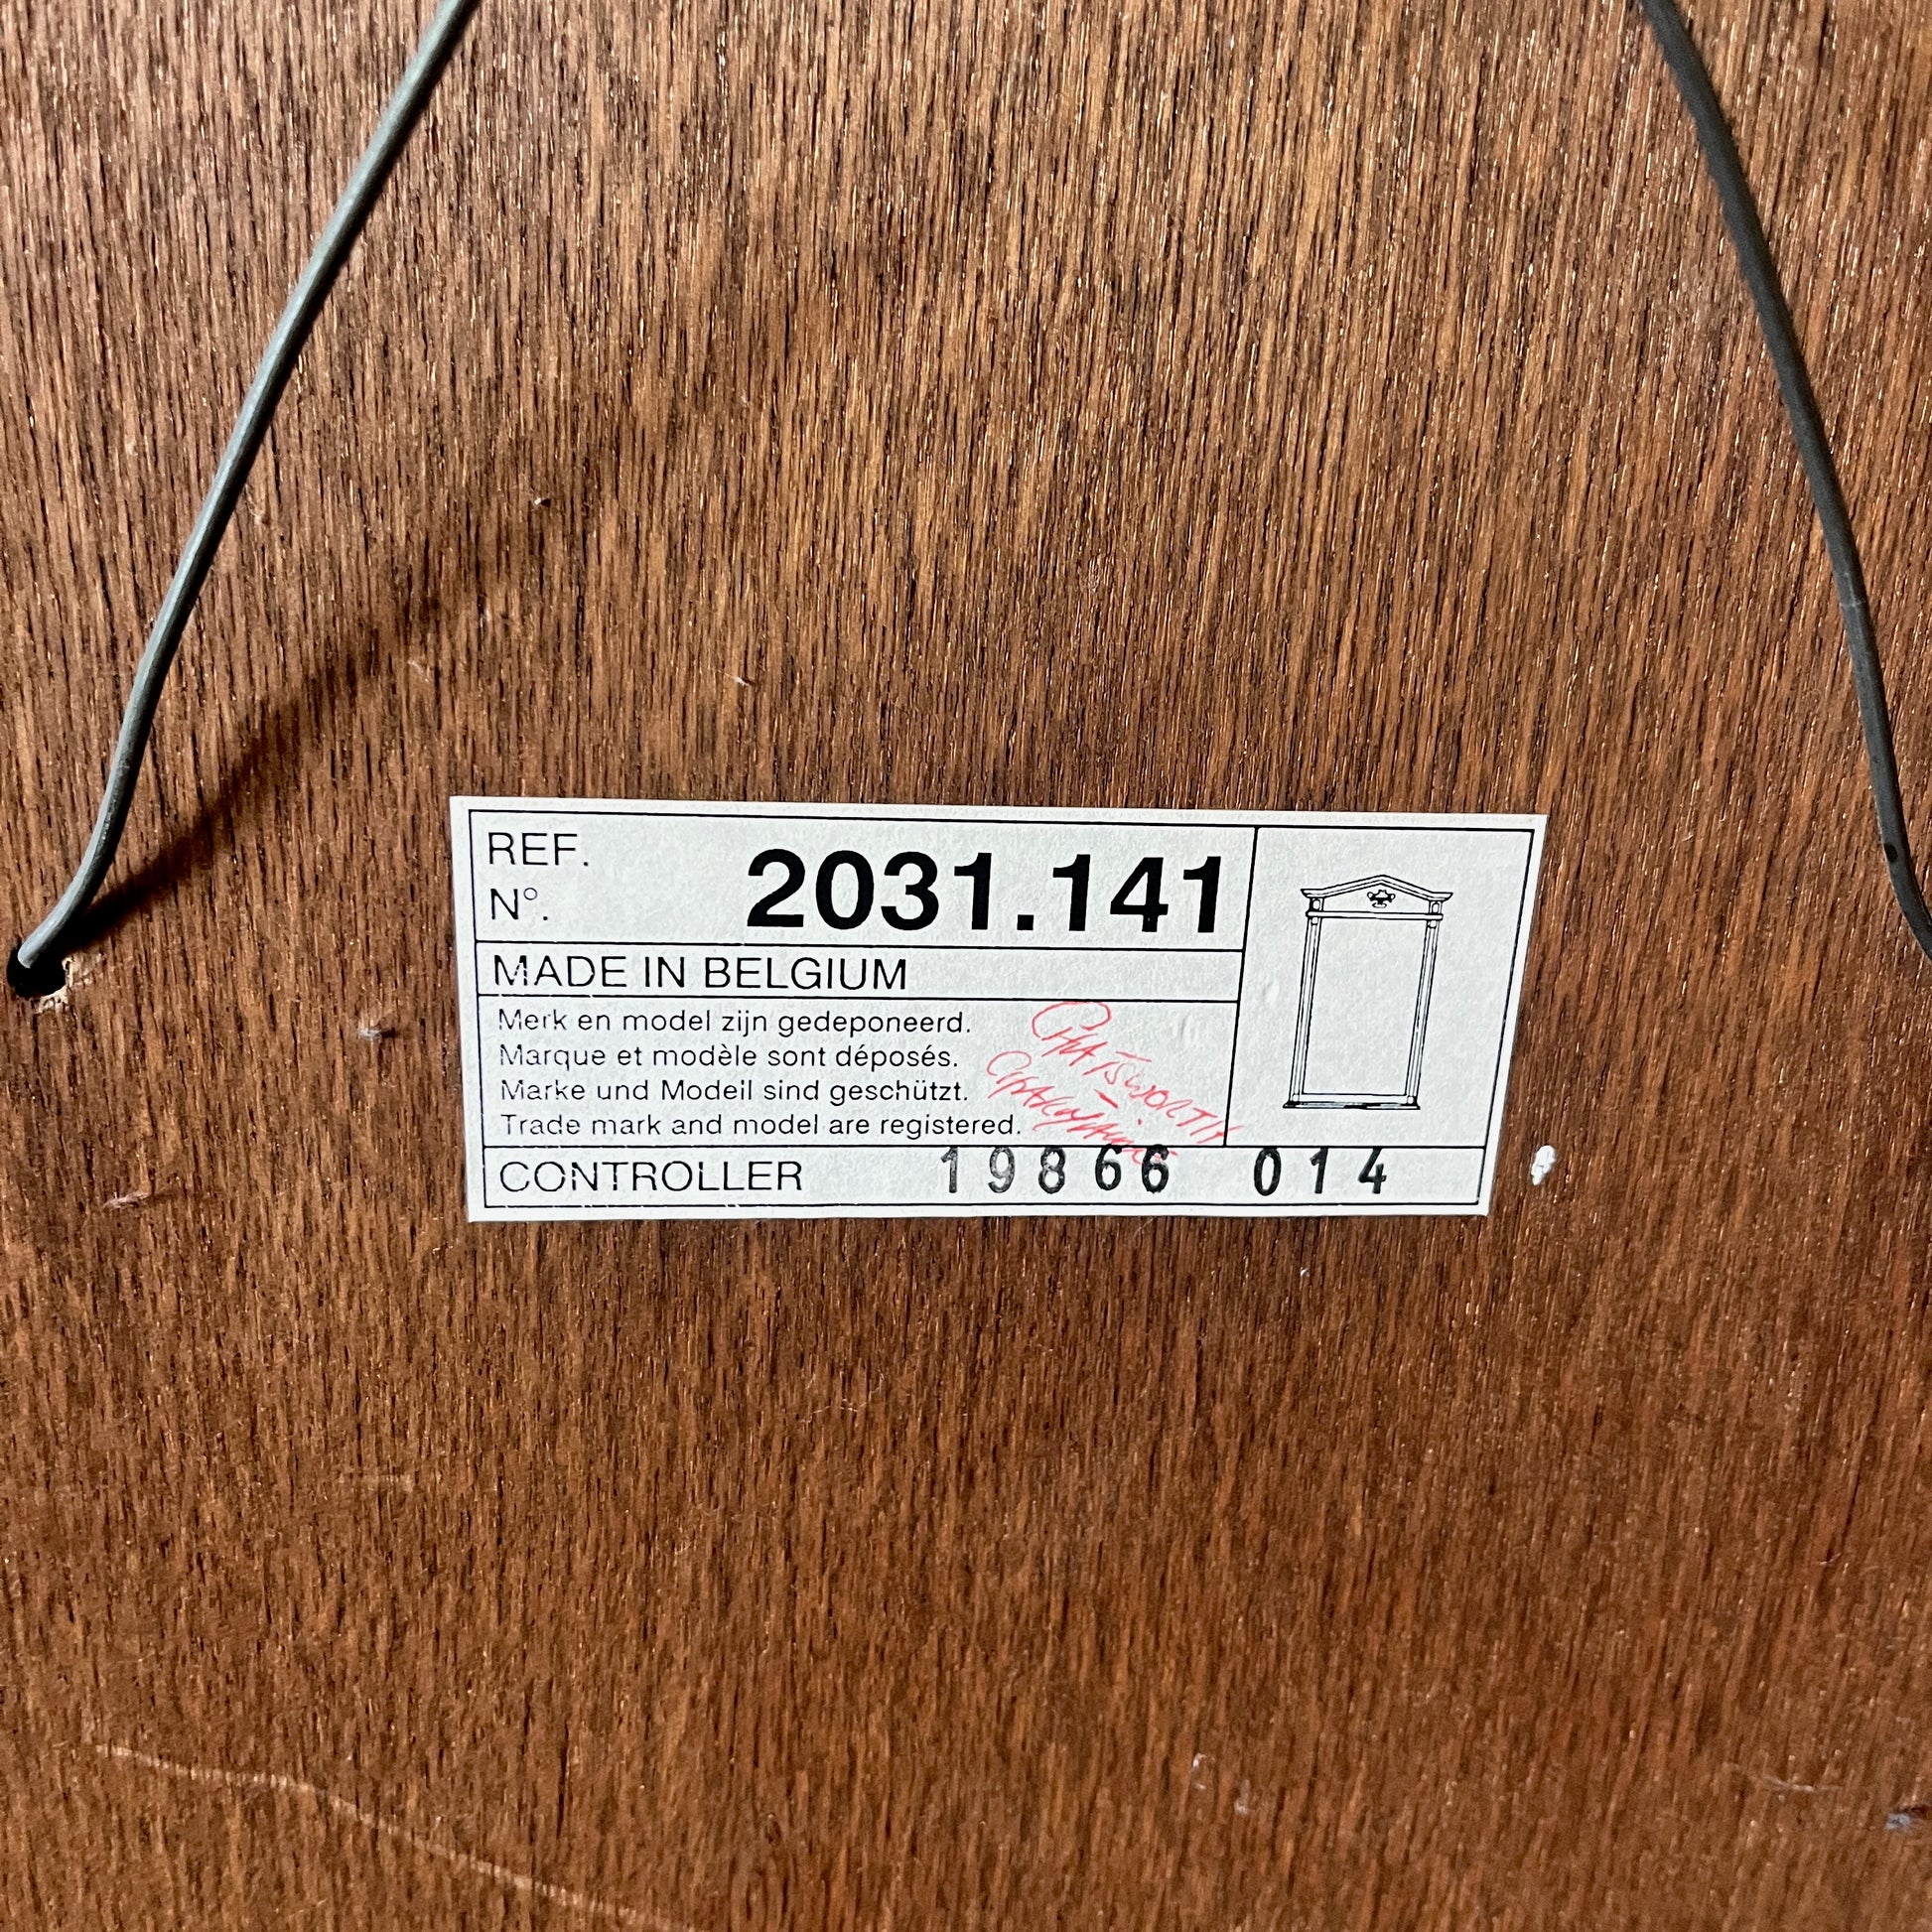 REF.
N°.
2031.141
MADE IN BELGIUM
Merk en model zijn gedeponeerd.
Marque et modèle sont déposés.
Marke und Modeil sind geschützt.
Trade mark and model are registered.
CHATSWORTH
CONTROLLER 19866 014